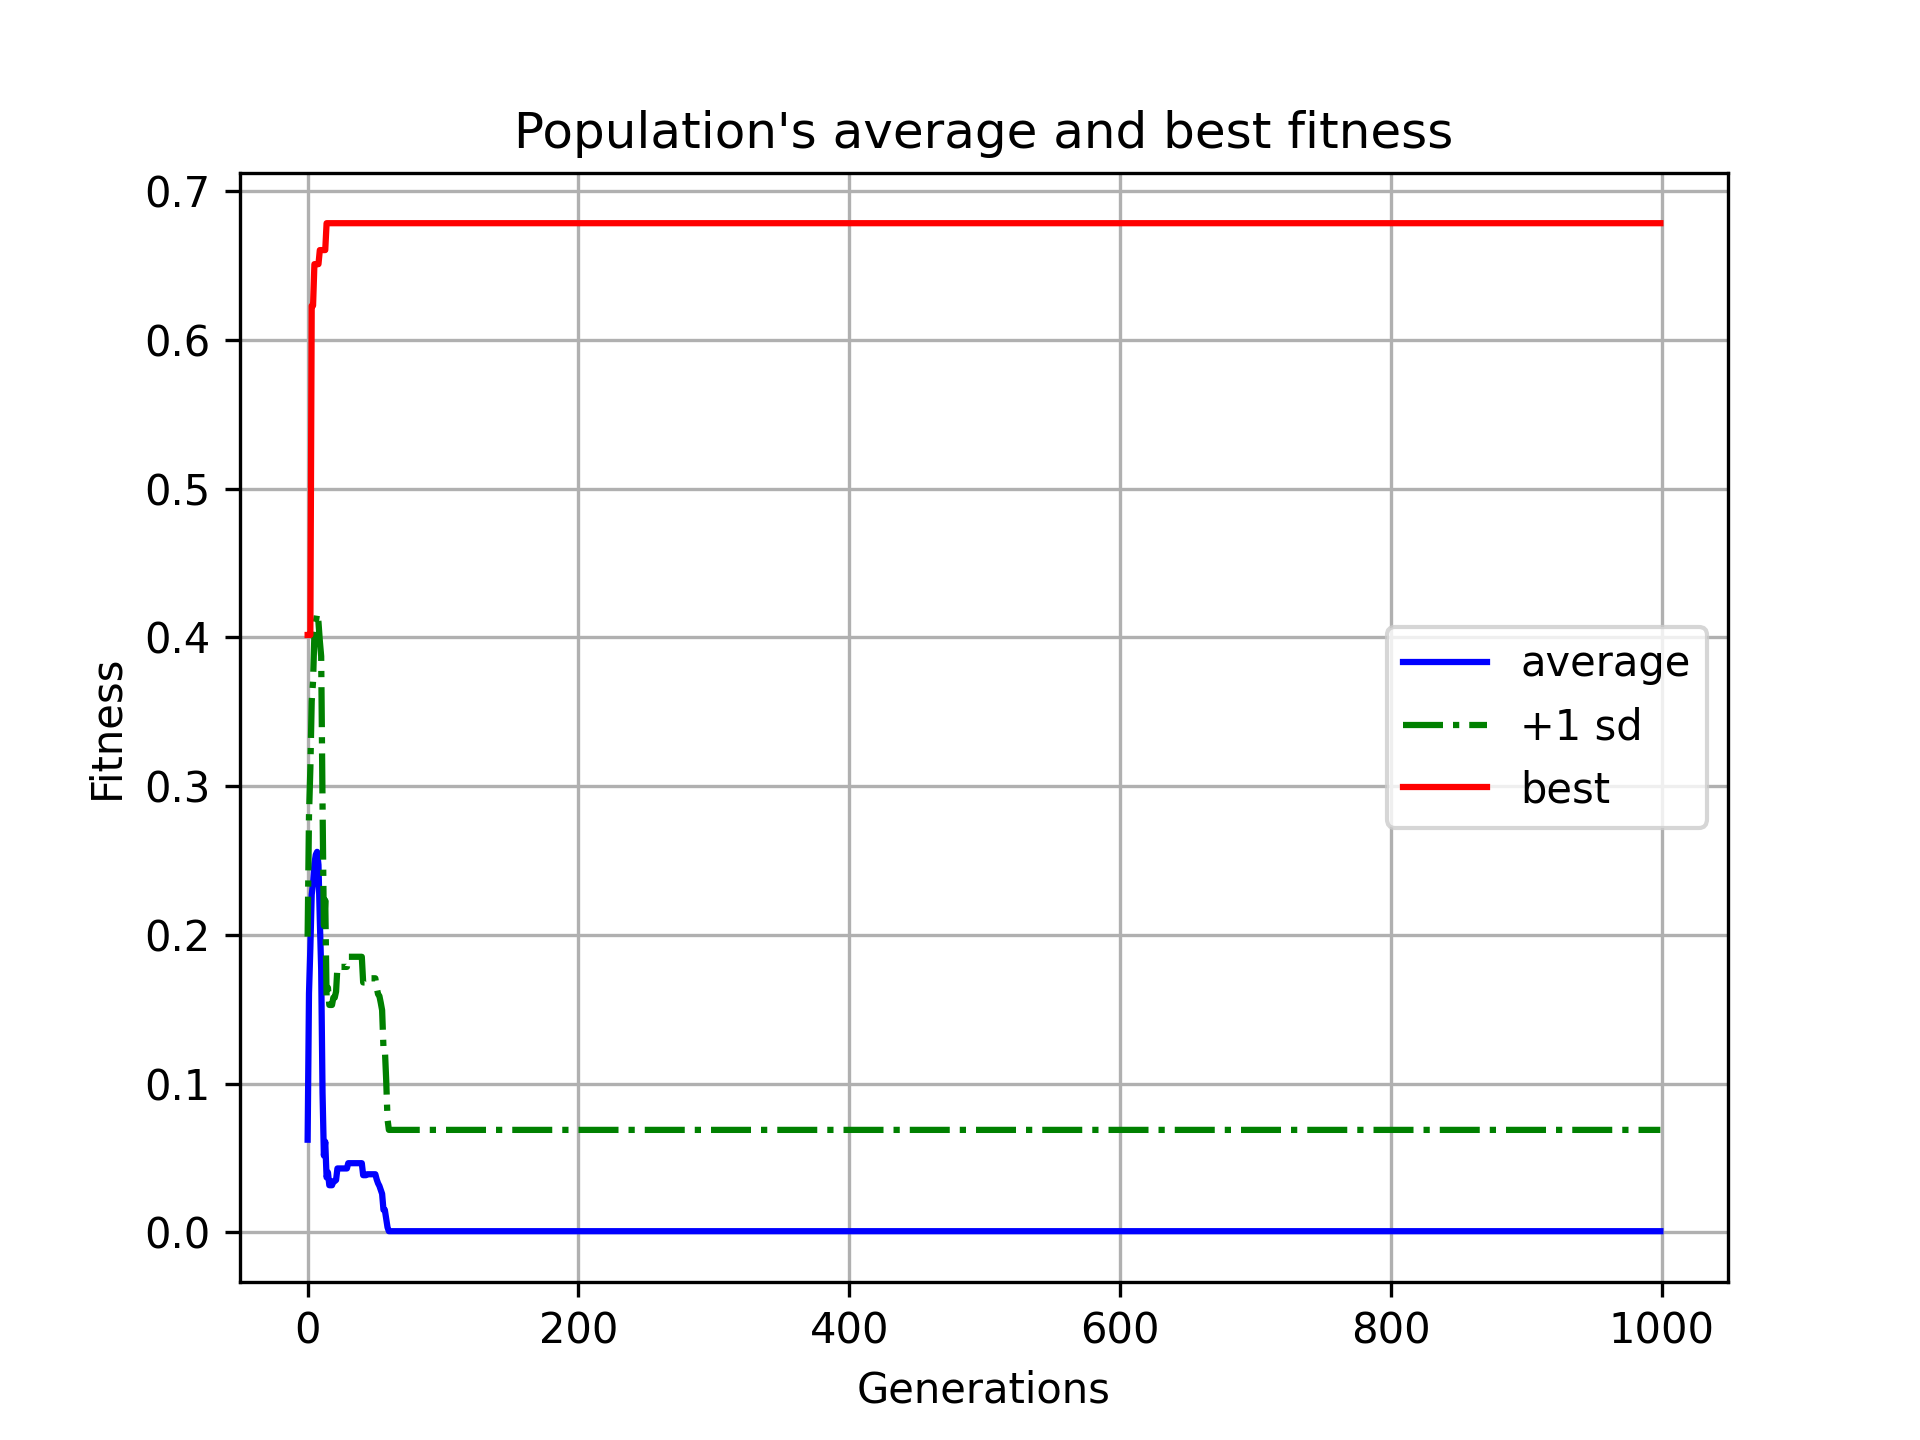 Population's average and best fitness
0.7
0.6
0.5
0.4
0.3
0.2
0.1
0.0
Fitness
average
+1 sd
best
0 200 400 600 800 1000
Generations